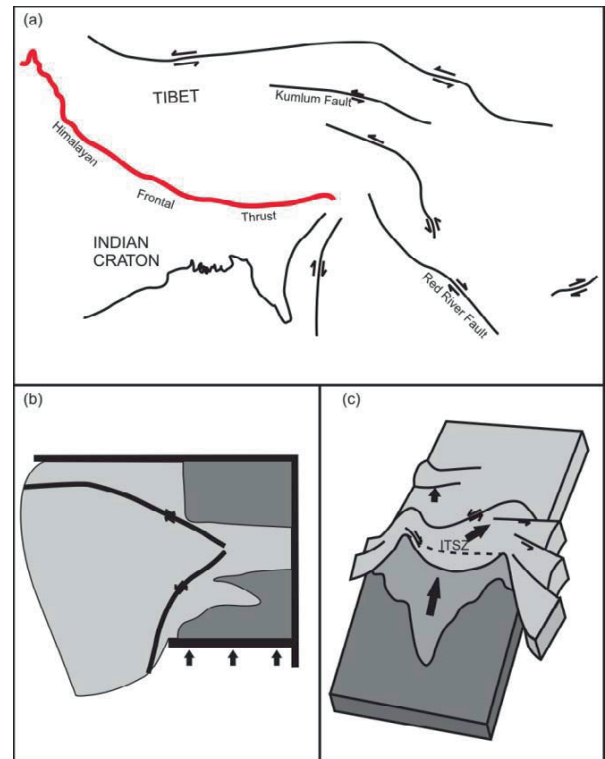 (a)
TIBET
Kumlum Fault
Himalayan
Frontal
Thrust
INDIAN
CRATON
Red River Fault
(b)
(c)
ITSZ